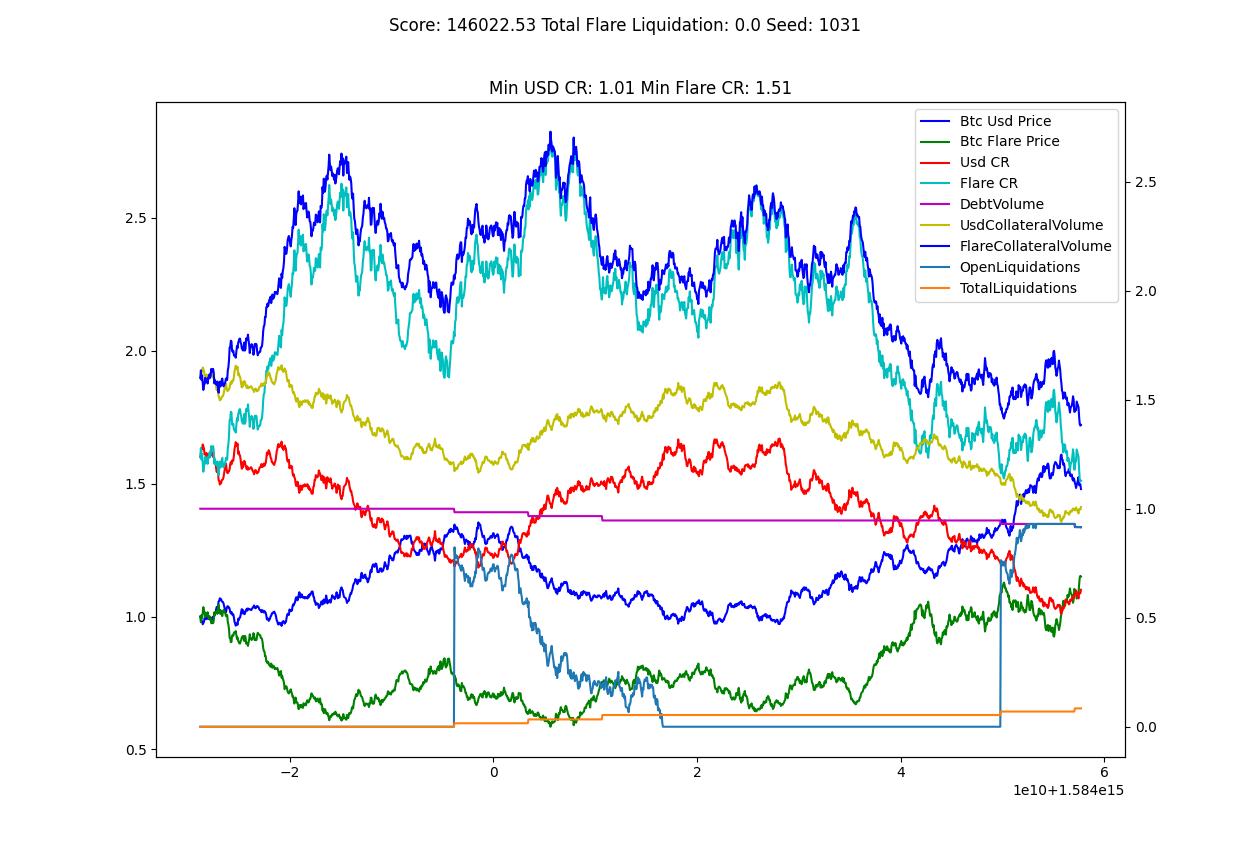 Score: 146022.53 Total Flare Liquidation: 0.0 Seed: 1031
Min USD CR: 1.01 Min Flare CR: 1.51
Btc Usd Price
Btc Flare Price
Usd CR
Flare CR
DebtVolume
UsdCollateralVolume
FlareCollateralVolume
OpenLiquidations
TotalLiquidations
2.5
2.0
1.5
1.0
0.5
2.5
2.0
1.5
1.0
0.5
0.0
−2 0 2 4 6
1e10+1.584e15